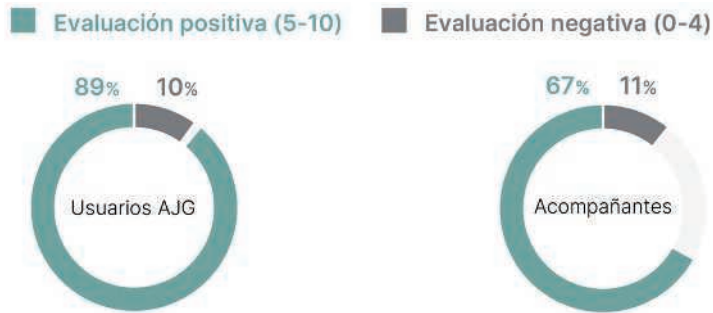 Evaluación positiva (5-10) Evaluación negativa (0-4)
89% 10%
Usuarios AJG
67% 11%
Acompañantes